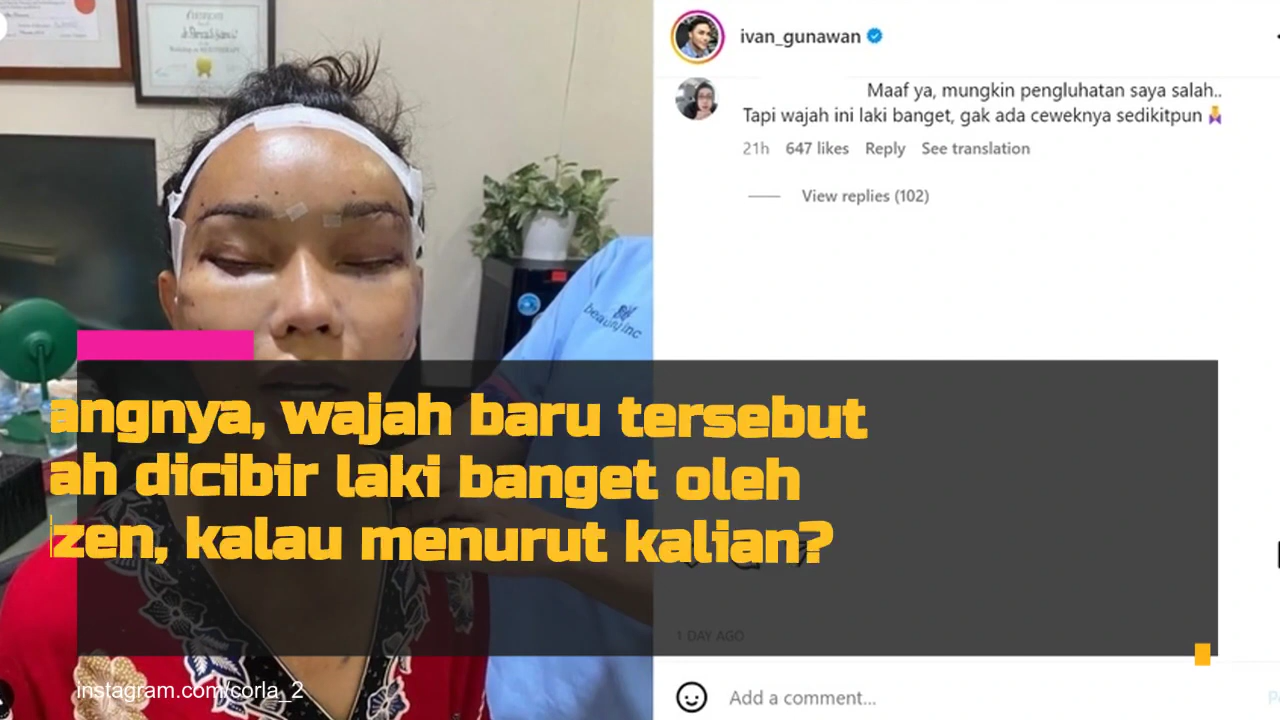 ivan_gunawan
Maaf ya, mungkin pengluhatan saya salah..
Tapi wajah ini laki banget, gak ada ceweknya sedikitpun
21h 647 likes Reply See translation
View replies (102)
beauty inc
angnya, wajah baru tersebut
ah dicibir laki banget oleh
zen, kalau menurut kalian?
1 DAY AGO
instagram.com/corla_2
Add a comment...